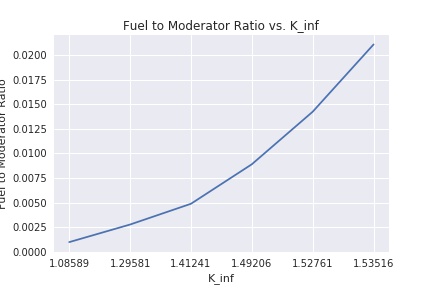 Fuel to Moderator Ratio vs. K_inf
Fuel to Moderator Ratio
0.0200
0.0175
0.0150
0.0125
0.0100
0.0075
0.0050
0.0025
0.0000
1.08589 1.29581 1.41241 1.49206 1.52761 1.53516
K_inf